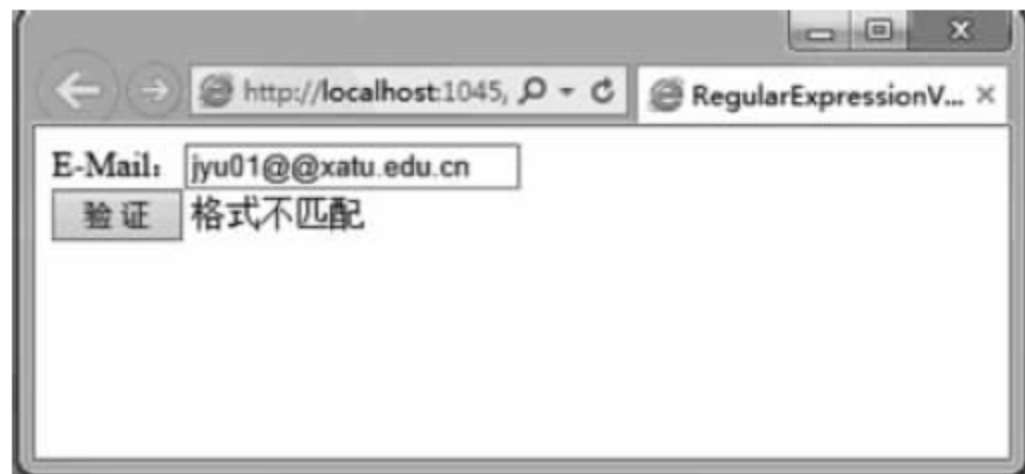 http://localhost:1045, RegularExpressionV...
E-Mail： jyu01@@xatu.edu.cn
验 证 格式不匹配